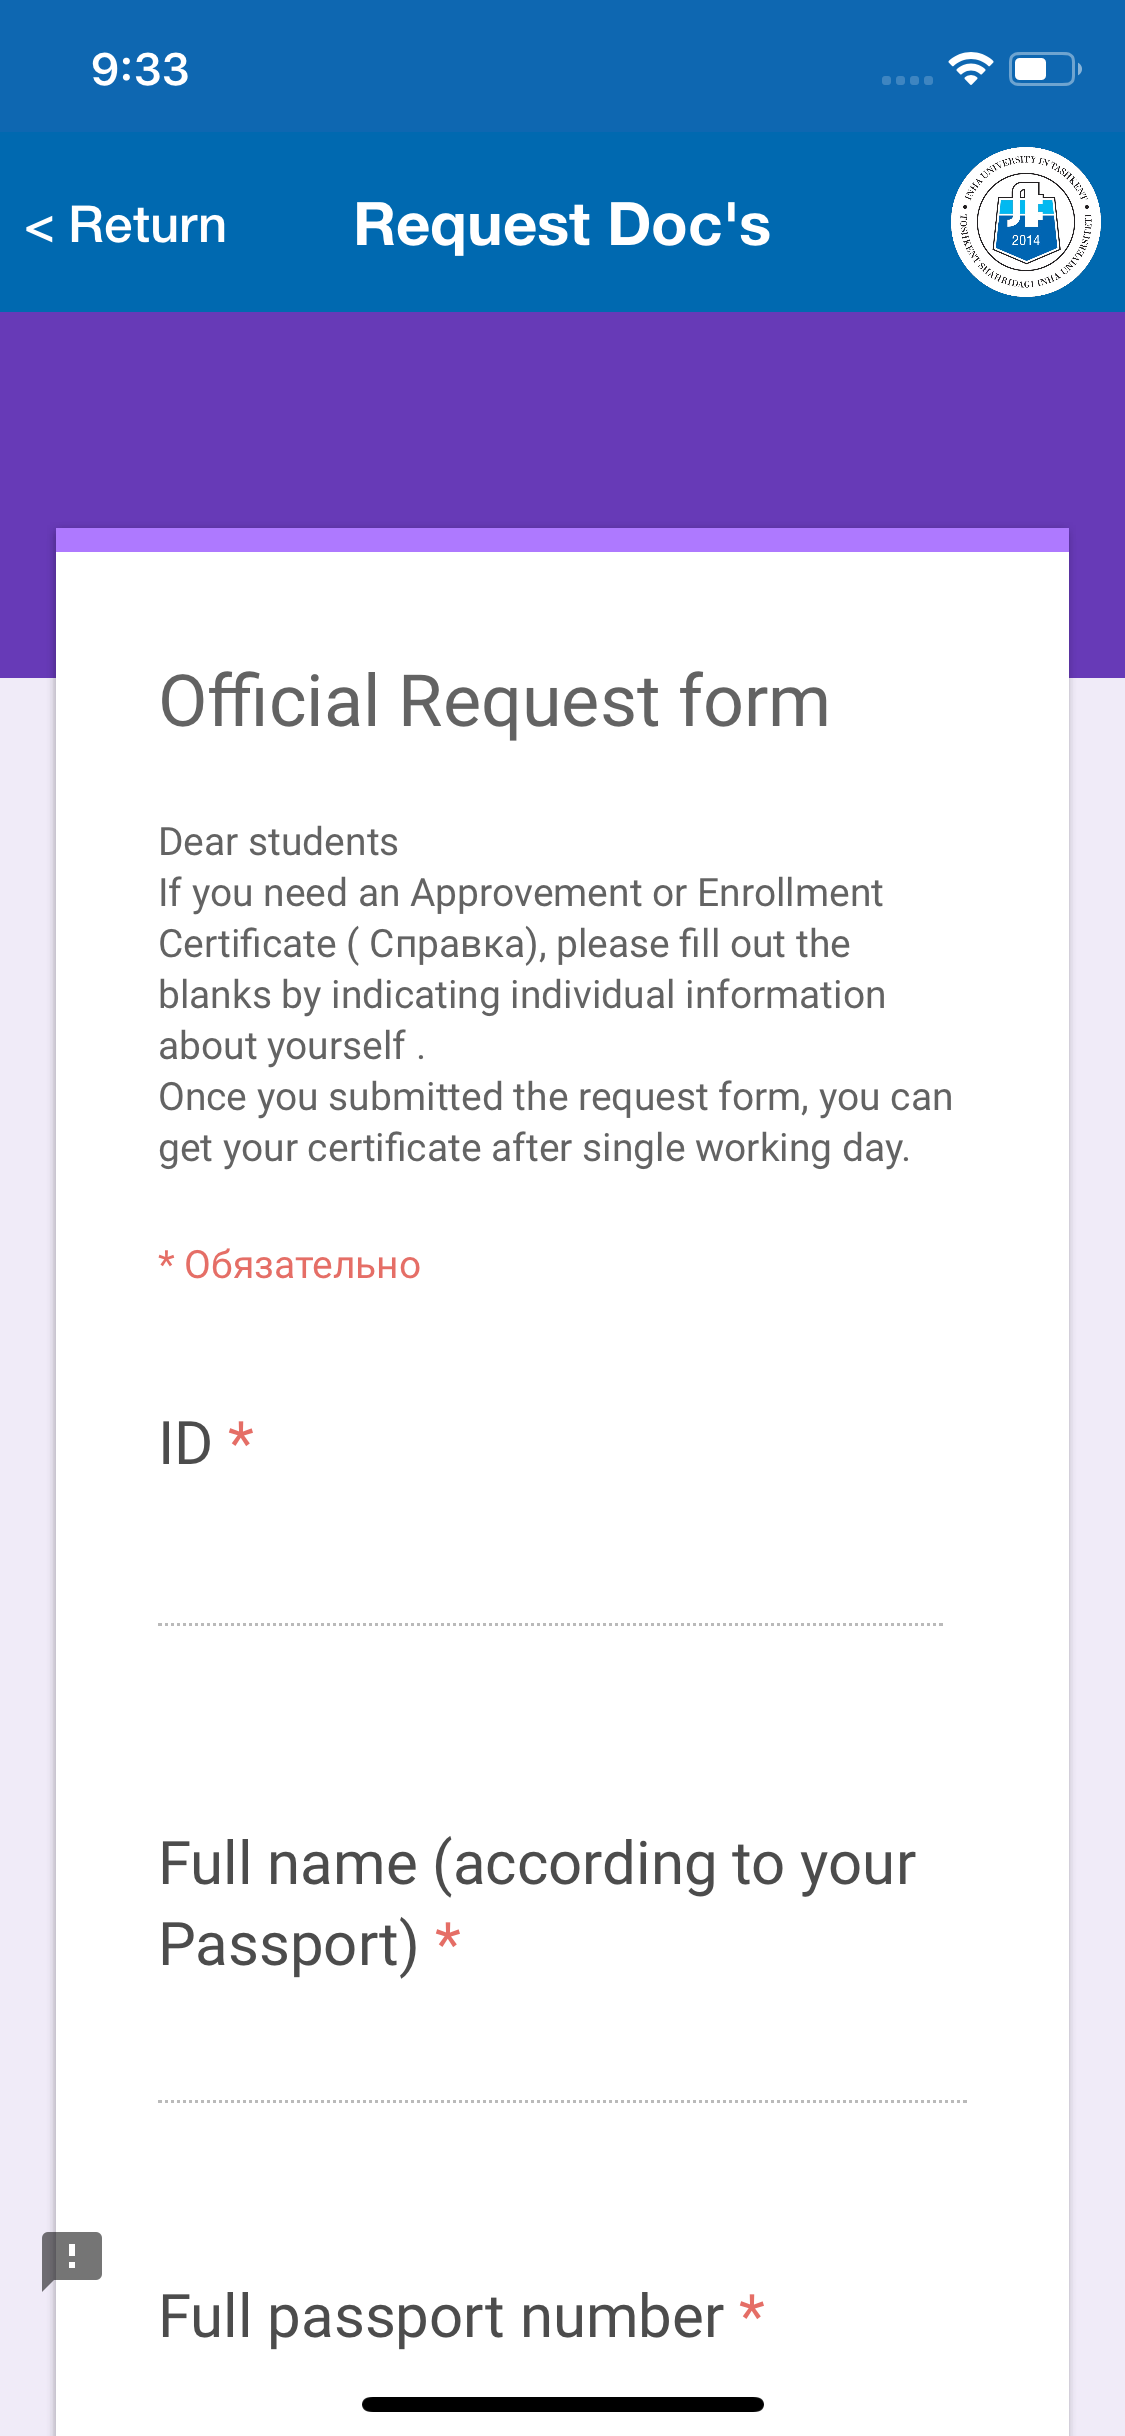 9:33
< Return
Request Doc's
INHA UNIVERSITY IN TASHKENT
TOSHKENT SHAHRIDAGI INHA UNIVERSITETI
2014
Official Request form
Dear students
If you need an Approvement or Enrollment
Certificate ( Справка), please fill out the
blanks by indicating individual information
about yourself .
Once you submitted the request form, you can
get your certificate after single working day.
* Обязательно
ID *
Full name (according to your
Passport) *
Full passport number *